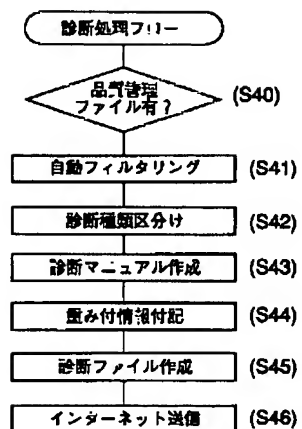 診断処理フリー
品質管理
ファイル有? (S40)
自動フィルタリング (S41)
診断種類区分け (S42)
診断マニュアル作成 (S43)
重み付情報付記 (S44)
診断ファイル作成 (S45)
インターネット送信 (S46)